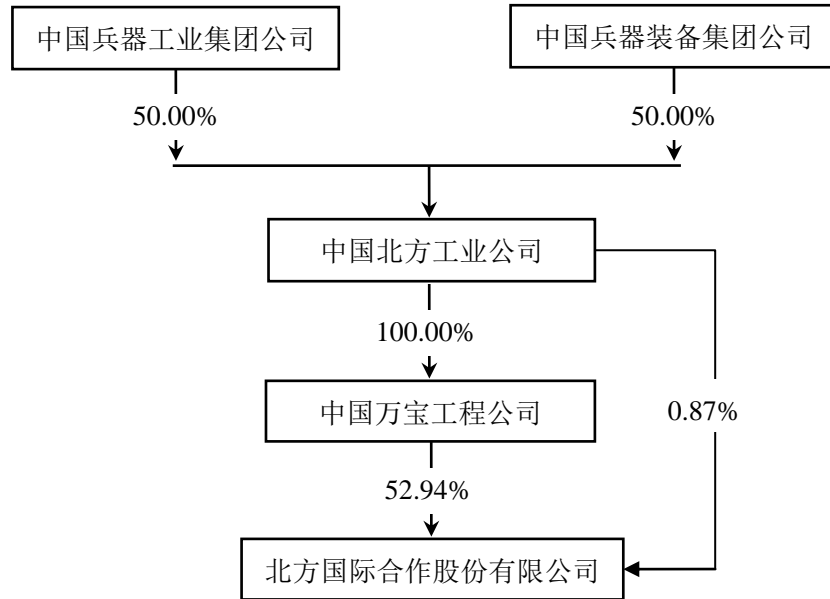 中国兵器工业集团公司
中国兵器装备集团公司
50.00%
50.00%
中国北方工业公司
100.00%
中国万宝工程公司
0.87%
52.94%
北方国际合作股份有限公司